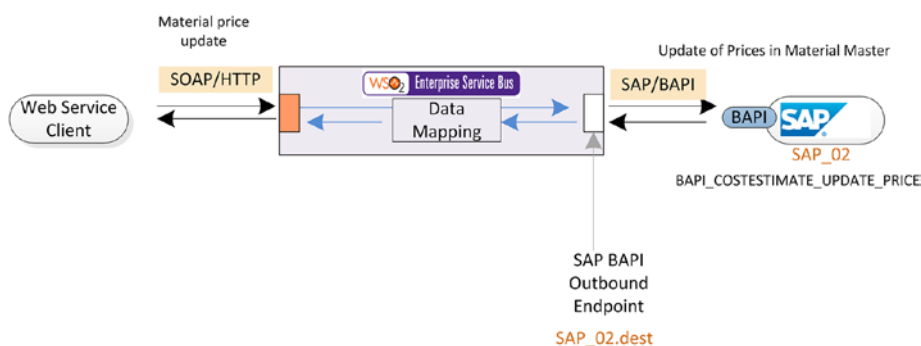 Material price
update
SOAP/HTTP
WSO2 Enterprise Service Bus
SAP/BAPI
Update of Prices in Material Master
Web Service
Client
Data
Mapping
BAPI
SAP
SAP_02
BAPI_COSTESTIMATE_UPDATE_PRICE
SAP BAPI
Outbound
Endpoint
SAP_02.dest